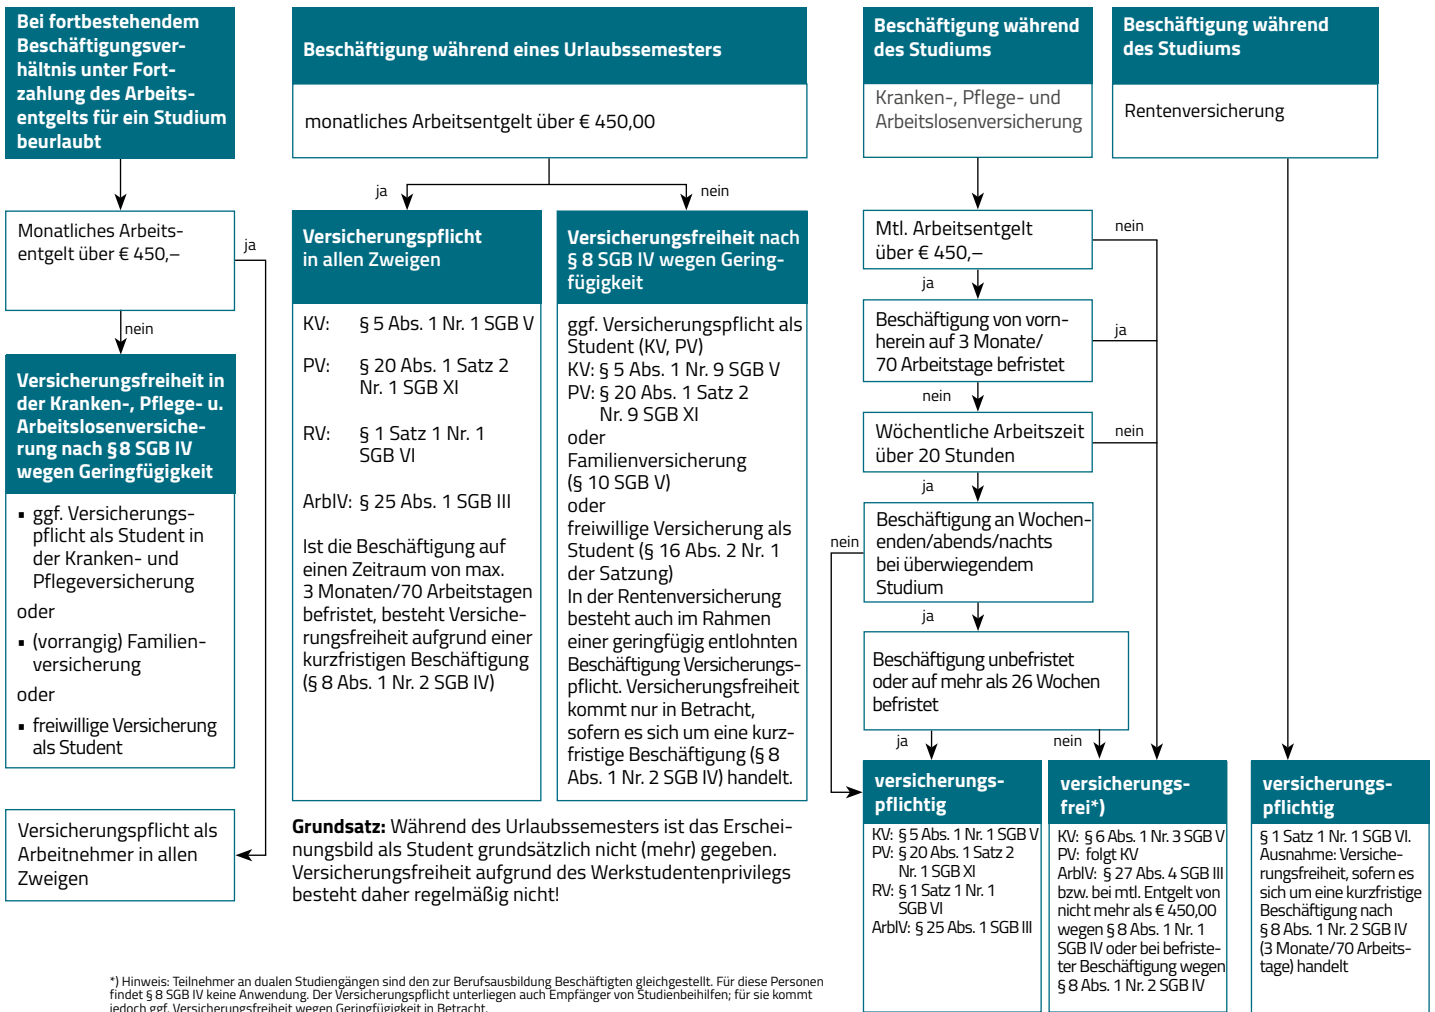 Bei fortbestehendem
Beschäftigungsver-
hältnis unter Fort-
zahlung des Arbeits-
entgelts für ein Studium
beurlaubt
Monatliches Arbeits-
entgelt über € 450,–
ja
nein
Versicherungsfreiheit in
der Kranken-, Pflege- u.
Arbeitslosenversiche-
rung nach § 8 SGB IV
wegen Geringfügigkeit
▪ ggf. Versicherungs-
pflicht als Student in
der Kranken- und
Pflegeversicherung
oder
▪ (vorrangig) Familien-
versicherung
oder
▪ freiwillige Versicherung
als Student
Versicherungspflicht als
Arbeitnehmer in allen
Zweigen
Beschäftigung während eines Urlaubssemesters
monatliches Arbeitsentgelt über € 450,00
ja
nein
Versicherungspflicht
in allen Zweigen
KV: § 5 Abs. 1 Nr. 1 SGB V
PV: § 20 Abs. 1 Satz 2
Nr. 1 SGB XI
RV: § 1 Satz 1 Nr. 1
SGB VI
ArblV: § 25 Abs. 1 SGB III
Ist die Beschäftigung auf
einen Zeitraum von max.
3 Monaten/70 Arbeitstagen
befristet, besteht Versiche-
rungsfreiheit aufgrund einer
kurzfristigen Beschäftigung
(§ 8 Abs. 1 Nr. 2 SGB IV)
Versicherungsfreiheit nach
§ 8 SGB IV wegen Gering-
fügigkeit
ggf. Versicherungspflicht als
Student (KV, PV)
KV: § 5 Abs. 1 Nr. 9 SGB V
PV: § 20 Abs. 1 Satz 2
Nr. 9 SGB XI
oder
Familienversicherung
(§ 10 SGB V)
oder
freiwillige Versicherung als
Student (§ 16 Abs. 2 Nr. 1
der Satzung)
In der Rentenversicherung
besteht auch im Rahmen
einer geringfügig entlohnten
Beschäftigung Versicherungs-
pflicht. Versicherungsfreiheit
kommt nur in Betracht,
sofern es sich um eine kurz-
fristige Beschäftigung (§ 8
Abs. 1 Nr. 2 SGB IV) handelt.
Grundsatz: Während des Urlaubssemesters ist das Erschei-
nungsbild als Student grundsätzlich nicht (mehr) gegeben.
Versicherungsfreiheit aufgrund des Werkstudentenprivilegs
besteht daher regelmäßig nicht!
Beschäftigung während
des Studiums
Kranken-, Pflege- und
Arbeitslosenversicherung
Mtl. Arbeitsentgelt
über € 450,–
nein
ja
Beschäftigung von vorn-
herein auf 3 Monate/
70 Arbeitstage befristet
ja
nein
Wöchentliche Arbeitszeit
über 20 Stunden
nein
ja
Beschäftigung an Wochen-
enden/abends/nachts
bei überwiegendem
Studium
nein
ja
Beschäftigung unbefristet
oder auf mehr als 26 Wochen
befristet
ja
nein
versicherungs-
pflichtig
KV: § 5 Abs. 1 Nr. 1 SGB V
PV: § 20 Abs. 1 Satz 2
Nr. 1 SGB XI
RV: § 1 Satz 1 Nr. 1
SGB VI
ArblV: § 25 Abs. 1 SGB III
versicherungs-
frei*)
KV: § 6 Abs. 1 Nr. 3 SGB V
PV: folgt KV
ArblV: § 27 Abs. 4 SGB III
bzw. bei mtl. Entgelt von
nicht mehr als € 450,00
wegen § 8 Abs. 1 Nr. 1
SGB IV oder bei befriste-
ter Beschäftigung wegen
§ 8 Abs. 1 Nr. 2 SGB IV
Beschäftigung während
des Studiums
Rentenversicherung
versicherungs-
pflichtig
§ 1 Satz 1 Nr. 1 SGB VI.
Ausnahme: Versiche-
rungsfreiheit, sofern es
sich um eine kurzfristige
Beschäftigung nach
§ 8 Abs. 1 Nr. 2 SGB IV
(3 Monate/70 Arbeits-
tage) handelt
*) Hinweis: Teilnehmer an dualen Studiengängen sind den zur Berufsausbildung Beschäftigten gleichgestellt. Für diese Personen
findet § 8 SGB IV keine Anwendung. Der Versicherungspflicht unterliegen auch Empfänger von Studienbeihilfen; für sie kommt
jedoch ggf. Versicherungsfreiheit wegen Geringfügigkeit in Betracht.